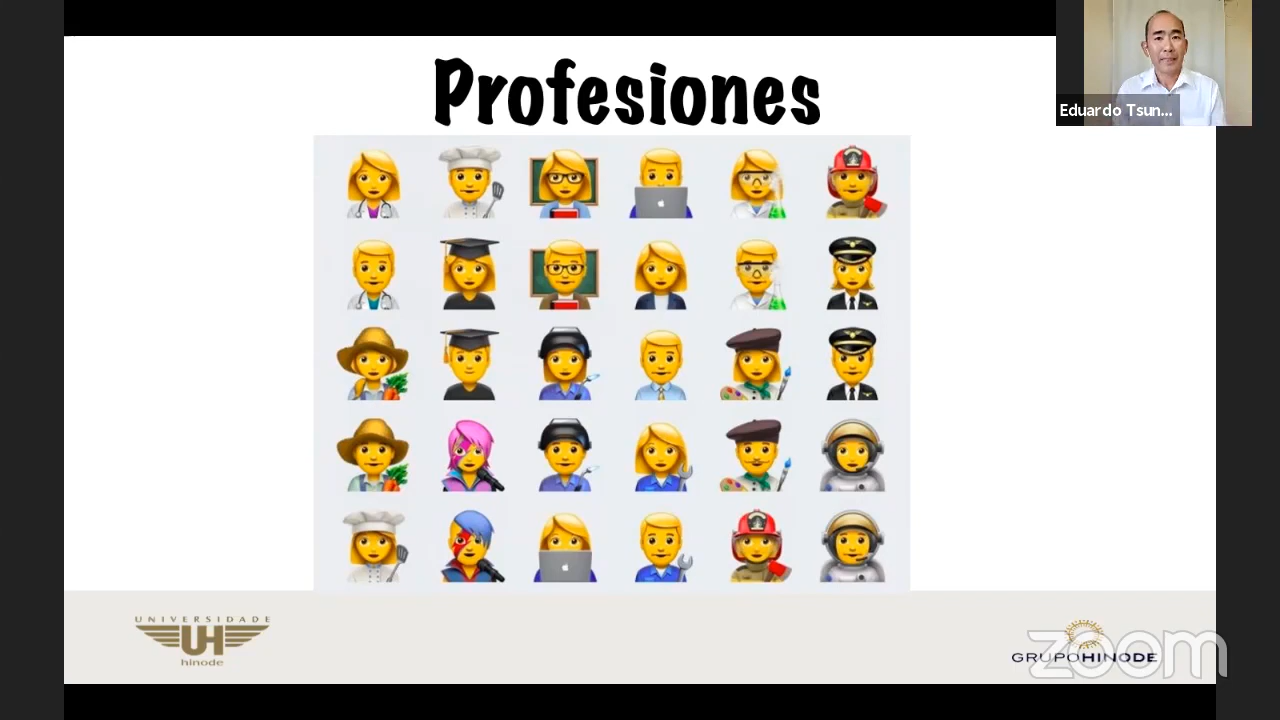 Profesiones
Eduardo Tsun...
UNIVERSIDADE
UH
hinode
GRUPOHINODE
zoom